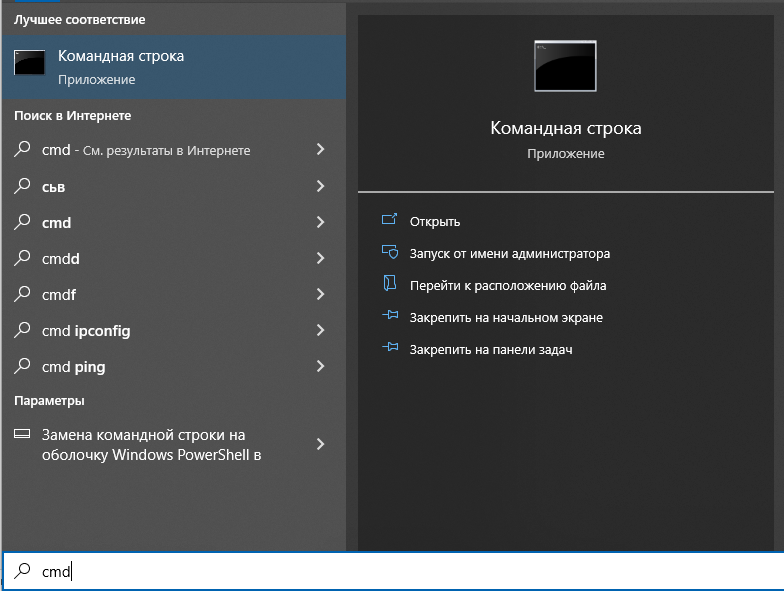 Лучшее соответствие
Командная строка
Приложение
Поиск в Интернете
cmd - См. результаты в Интернете
сьв
cmd
cmdd
cmdf
cmd ipconfig
cmd ping
Параметры
Замена командной строки на
оболочку Windows PowerShell в
Командная строка
Приложение
Открыть
Запуск от имени администратора
Перейти к расположению файла
Закрепить на начальном экране
Закрепить на панели задач
cmd